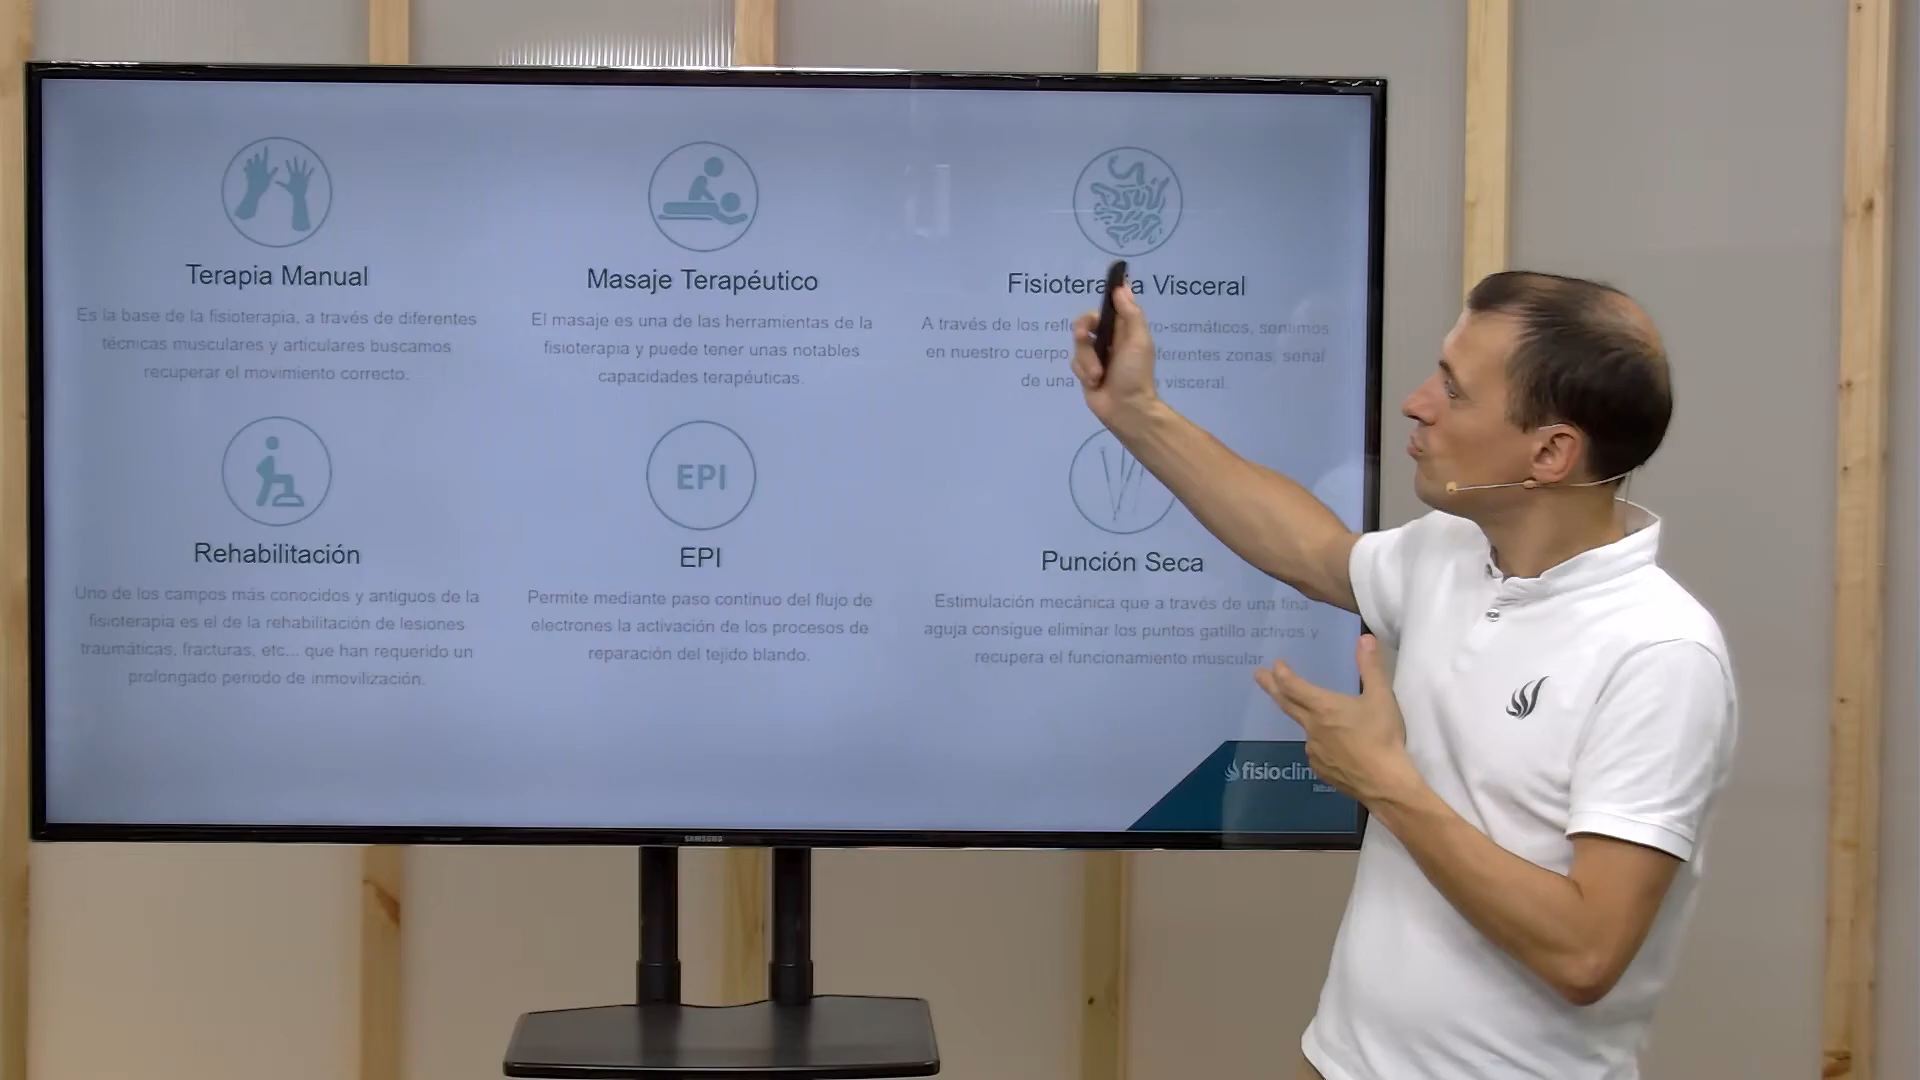 Terapia Manual
Es la base de la fisioterapia, a través de diferentes
técnicas musculares y articulares buscamos
recuperar el movimiento correcto.
Masaje Terapéutico
El masaje es una de las herramientas de la
fisioterapia y puede tener unas notables
capacidades terapéuticas.
Visceral
A través de los
-somáticos, sentimos
en nuestro cuerpo
zonas, señal
de una
visceral.
Rehabilitación
Uno de los campos más conocidos y antiguos de la
fisioterapia es el de la rehabilitación de lesiones
traumáticas, fracturas, etc... que han requerido un
prolongado periodo de inmovilización.
EPI
EPI
Permite mediante paso continuo del flujo de
electrones la activación de los procesos de
reparación del tejido blando.
Punción Seca
Estimulación mecánica que a través de una fina
aguja consigue eliminar los puntos gatillo activos y
recupera el funcionamiento muscular.
fisioclin
SAMSUNG